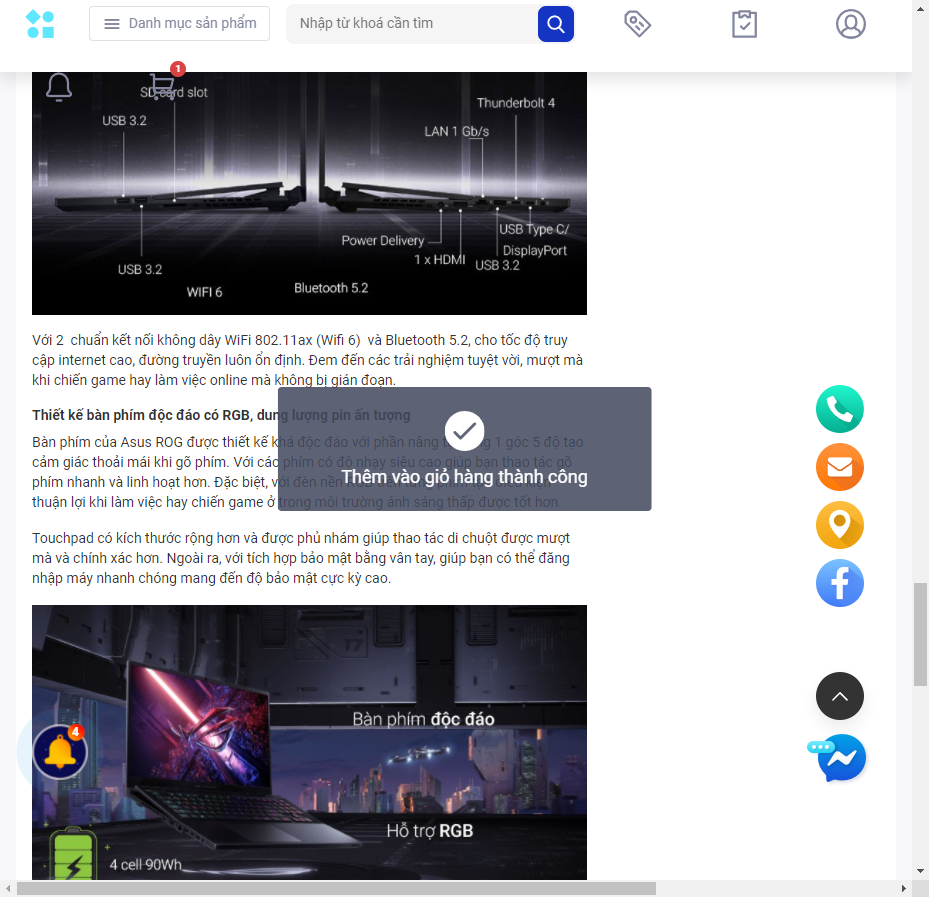 Danh mục sản phẩm
Nhập từ khoá cần tìm
1
SD card slot
USB 3.2
Thunderbolt 4
LAN 1 Gb/s
Power Delivery
USB Type C/
DisplayPort
1 x HDMI
USB 3.2
USB 3.2
WIFI 6
Bluetooth 5.2
Với 2 chuẩn kết nối không dây WiFi 802.11ax (Wifi 6) và Bluetooth 5.2, cho tốc độ truy
cập internet cao, đường truyền luôn ổn định. Đem đến các trải nghiệm tuyệt vời, mượt mà
khi chiến game hay làm việc online mà không bị gián đoạn.
Thiết kế bàn phím độc đáo có RGB, dung lượng pin ấn tượng
Bàn phím của Asus ROG được thiết kế khá độc đáo với phần nâng 1 góc 5 độ tạo
cảm giác thoải mái khi gõ phím. Với các phím có độ nhạy siêu cao giúp bạn thao tác gõ
phím nhanh và linh hoạt hơn. Đặc biệt, với đèn nền
thuận lợi khi làm việc hay chiến game ở trong môi trường ánh sáng thấp được tốt hơn.
Thêm vào giỏ hàng thành công
Touchpad có kích thước rộng hơn và được phủ nhám giúp thao tác di chuột được mượt
mà và chính xác hơn. Ngoài ra, với tích hợp bảo mật bằng vân tay, giúp bạn có thể đăng
nhập máy nhanh chóng mang đến độ bảo mật cực kỳ cao.
Bàn phím độc đáo
4
Hỗ trợ RGB
4 cell 90Wh